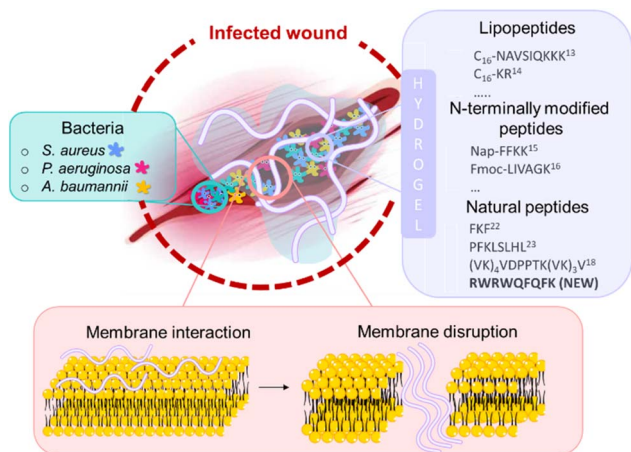 Infected wound
Bacteria
S. aureus
P. aeruginosa
A. baumannii
HYDROGEL
Lipopeptides
C₁₆-NAVSIQKKK¹³
C₁₆-KR¹⁴
.....
N-terminally modified
peptides
Nap-FFKK¹⁵
Fmoc-LIVAGK¹⁶
...
Natural peptides
FKF²²
PFKLSLHL²³
(VK)₄VDPPTK(VK)₃V¹⁸
RWRWQFQFK (NEW)
Membrane interaction
Membrane disruption